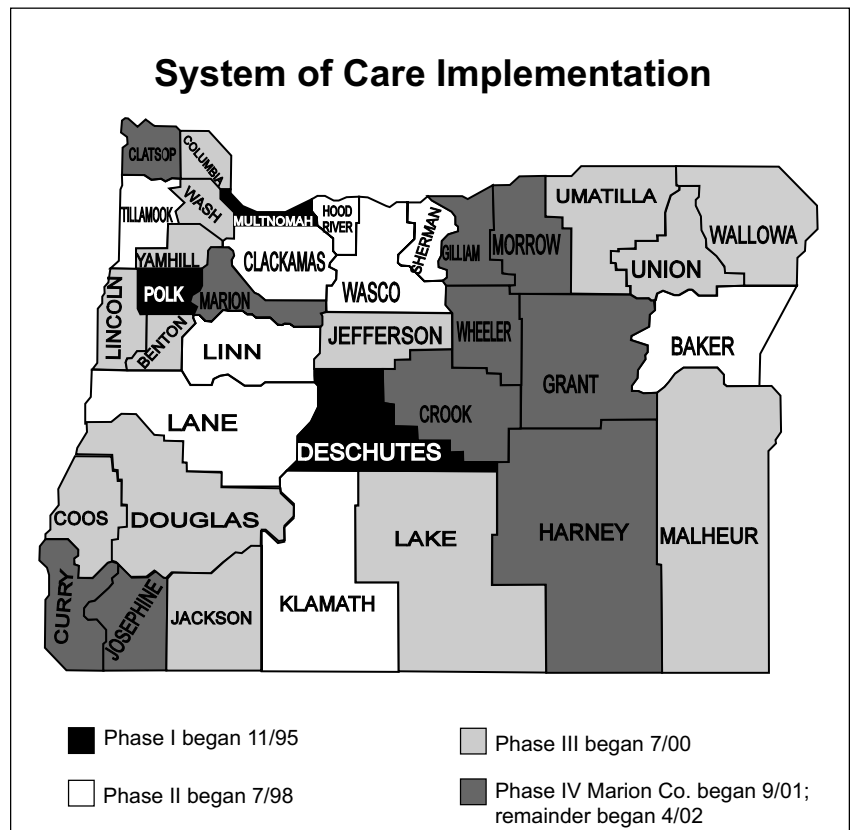 System of Care Implementation
CLATSOP
COLUMBIA
TILLAMOOK
WASH
MULTNOMAH
HOOD
RIVER
SHERMAN
GILLIAM
MORROW
UMATILLA
WALLOWA
UNION
YAMHILL
CLACKAMAS
WASCO
LINCOLN
POLK
MARION
BENTON
LINN
JEFFERSON
WHEELER
GRANT
BAKER
LANE
CROOK
DESCHUTES
COOS
DOUGLAS
LAKE
HARNEY
MALHEUR
CURRY
JOSEPHINE
JACKSON
KLAMATH
Phase I began 11/95
Phase II began 7/98
Phase III began 7/00
Phase IV Marion Co. began 9/01;
remainder began 4/02